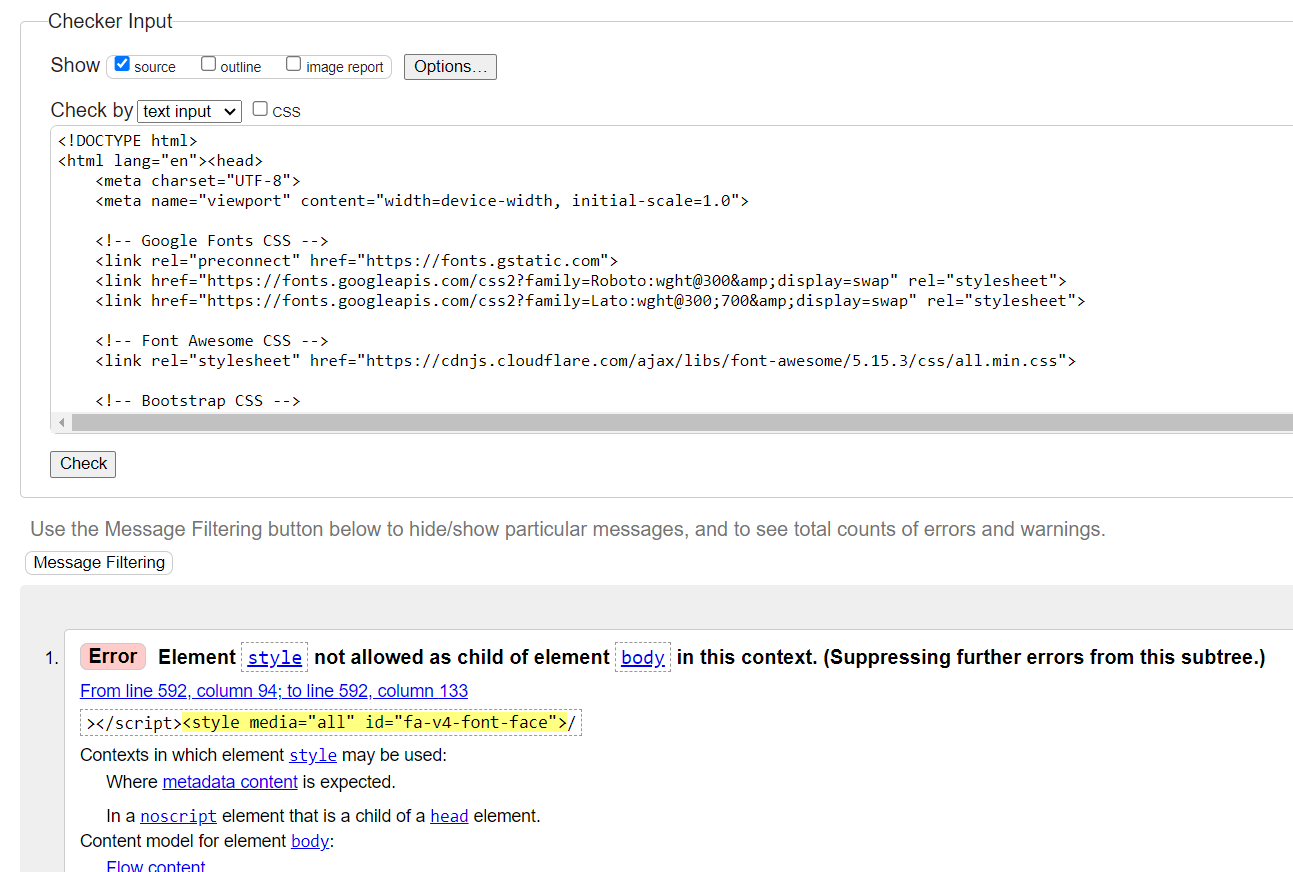 Checker Input
Show source outline image report Options...
Check by text input CSS
<!DOCTYPE html>
<html lang="en"><head>
    <meta charset="UTF-8">
    <meta name="viewport" content="width=device-width, initial-scale=1.0">
    <!-- Google Fonts CSS -->
    <link rel="preconnect" href="https://fonts.gstatic.com">
    <link href="https://fonts.googleapis.com/css2?family=Roboto:wght@300&amp;display=swap" rel="stylesheet">
    <link href="https://fonts.googleapis.com/css2?family=Lato:wght@300;700&amp;display=swap" rel="stylesheet">
    <!-- Font Awesome CSS -->
    <link rel="stylesheet" href="https://cdnjs.cloudflare.com/ajax/libs/font-awesome/5.15.3/css/all.min.css">
    <!-- Bootstrap CSS -->
Check
Use the Message Filtering button below to hide/show particular messages, and to see total counts of errors and warnings.
Message Filtering
1. Error Element style not allowed as child of element body in this context. (Suppressing further errors from this subtree.)
From line 592, column 94; to line 592, column 133
></script><style media="all" id="fa-v4-font-face">/
Contexts in which element style may be used:
Where metadata content is expected.
In a noscript element that is a child of a head element.
Content model for element body:
Flow content